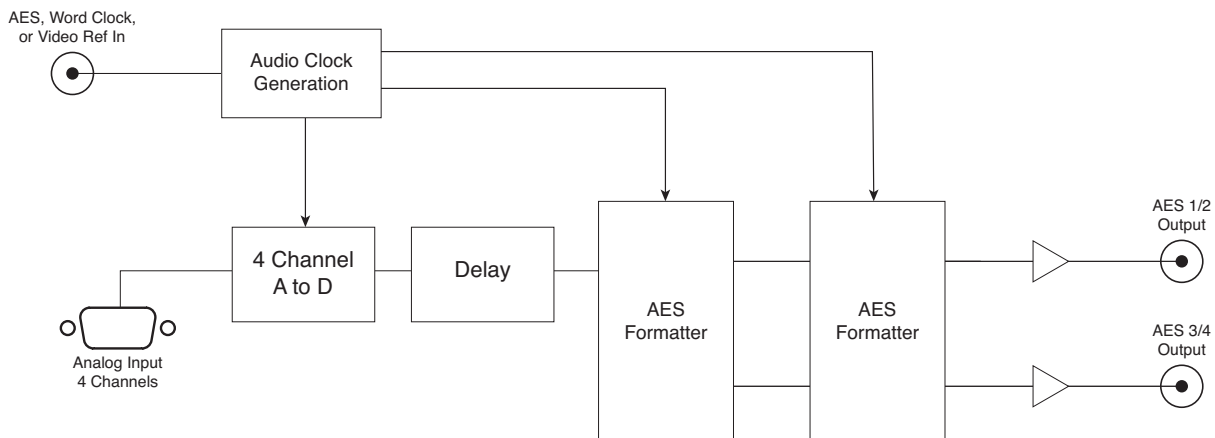 AES, Word Clock,
or Video Ref In
Audio Clock
Generation
4 Channel
A to D
Delay
AES
Formatter
AES
Formatter
AES 1/2
Output
AES 3/4
Output
Analog Input
4 Channels